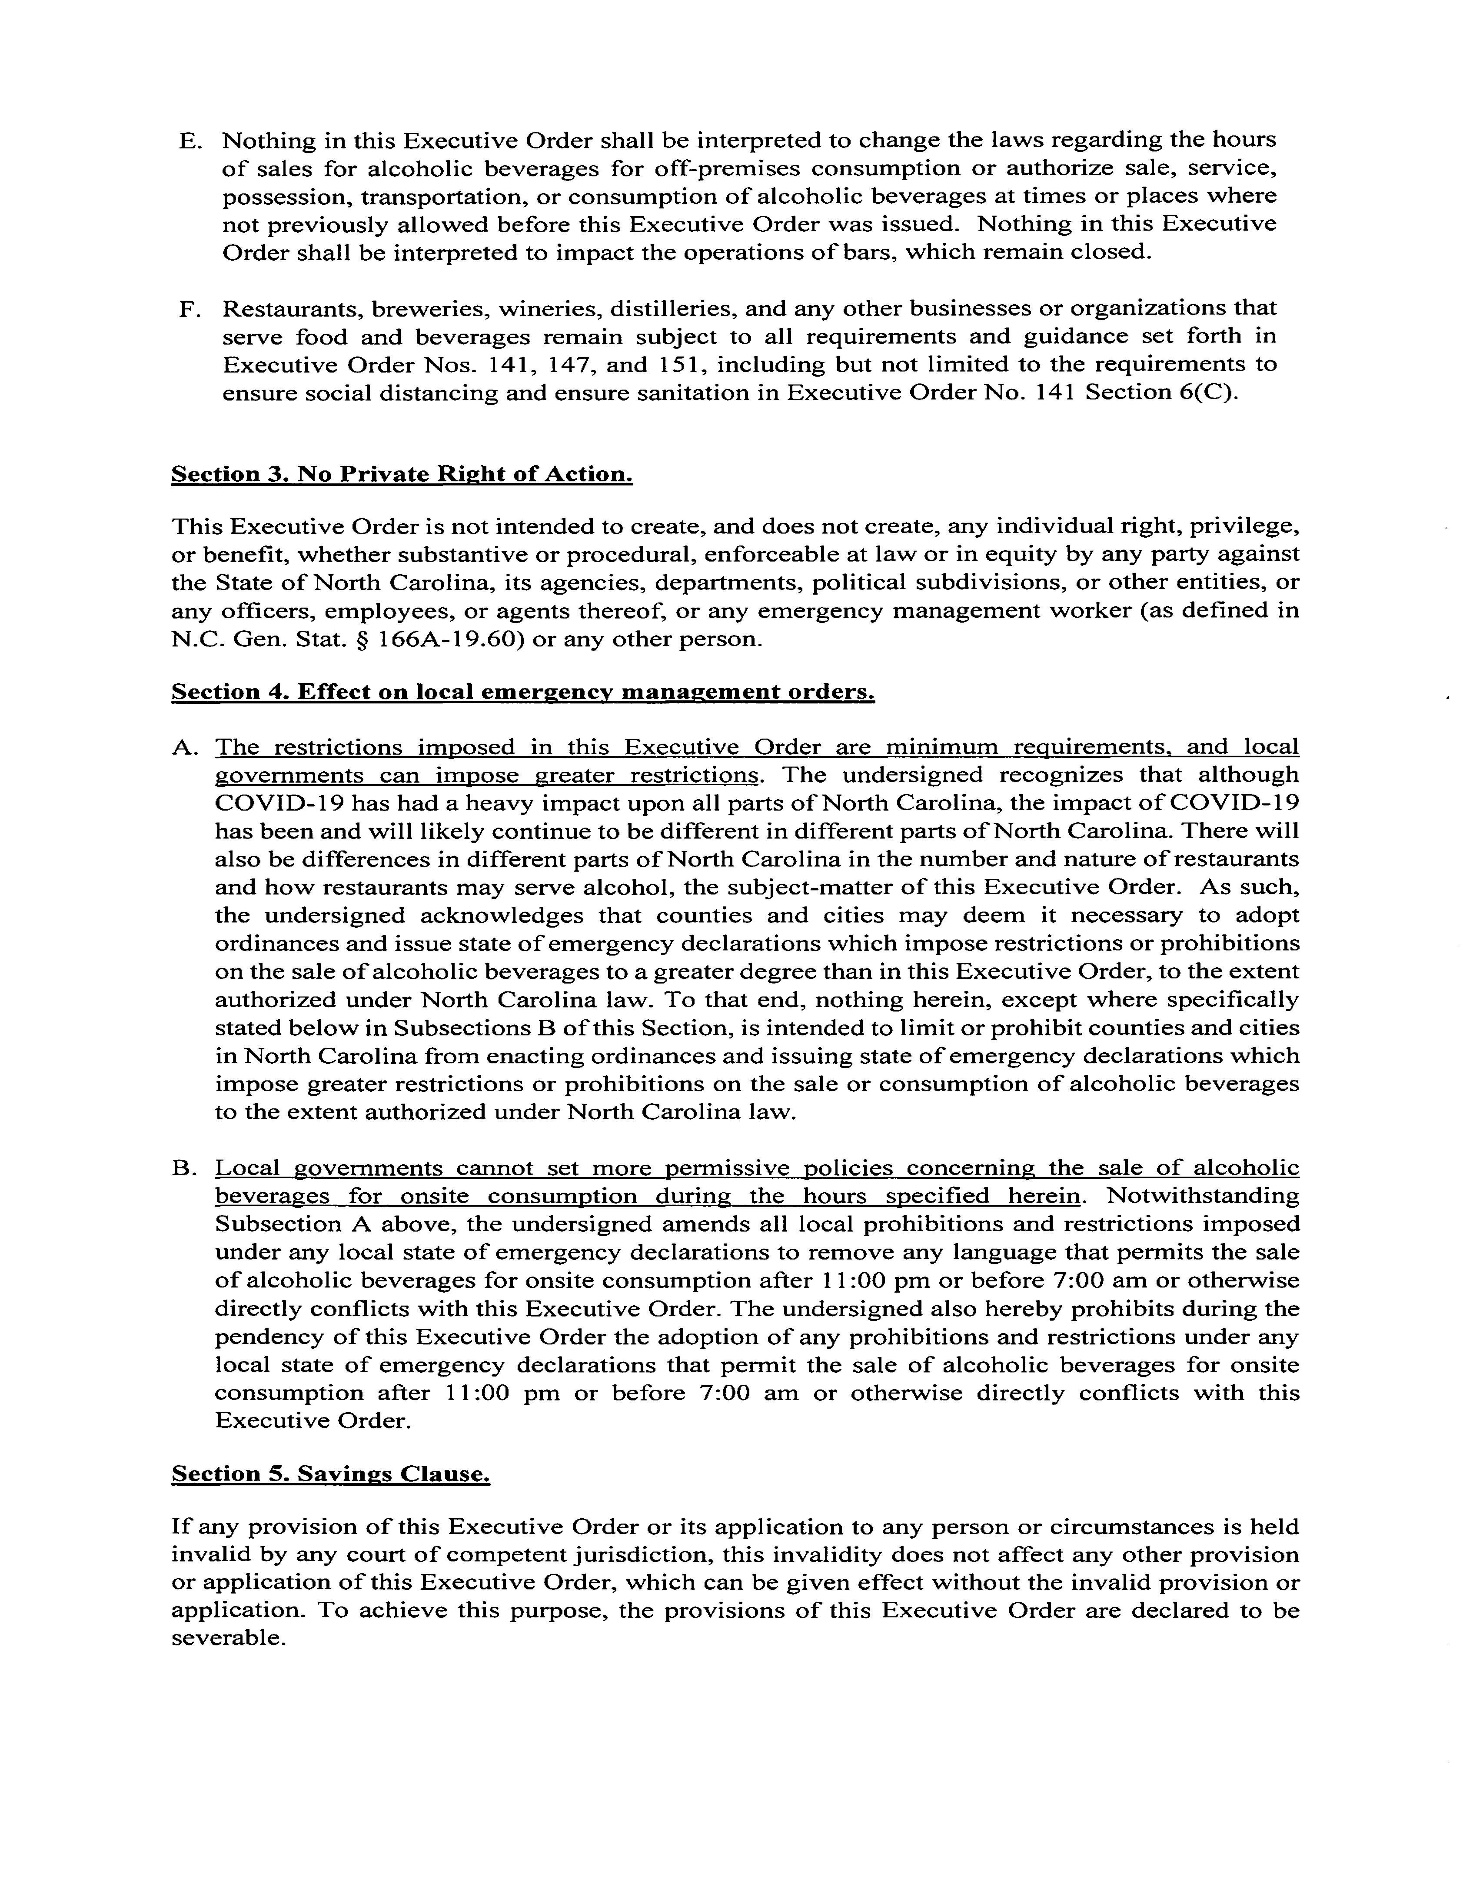 E. Nothing in this Executive Order shall be interpreted to change the laws regarding the hours
of sales for alcoholic beverages for off-premises consumption or authorize sale, service,
possession, transportation, or consumption of alcoholic beverages at times or places where
not previously allowed before this Executive Order was issued. Nothing in this Executive
Order shall be interpreted to impact the operations of bars, which remain closed.
F. Restaurants, breweries, wineries, distilleries, and any other businesses or organizations that
serve food and beverages remain subject to all requirements and guidance set forth in
Executive Order Nos. 141, 147, and 151, including but not limited to the requirements to
ensure social distancing and ensure sanitation in Executive Order No. 141 Section 6(C).
Section 3. No Private Right of Action.
This Executive Order is not intended to create, and does not create, any individual right, privilege,
or benefit, whether substantive or procedural, enforceable at law or in equity by any party against
the State of North Carolina, its agencies, departments, political subdivisions, or other entities, or
any officers, employees, or agents thereof, or any emergency management worker (as defined in
N.C. Gen. Stat. § 166A-19.60) or any other person.
Section 4. Effect on local emergency management orders.
A. The restrictions imposed in this Executive Order are minimum requirements, and local
governments can impose greater restrictions. The undersigned recognizes that although
COVID-19 has had a heavy impact upon all parts of North Carolina, the impact of COVID-19
has been and will likely continue to be different in different parts of North Carolina. There will
also be differences in different parts of North Carolina in the number and nature of restaurants
and how restaurants may serve alcohol, the subject-matter of this Executive Order. As such,
the undersigned acknowledges that counties and cities may deem it necessary to adopt
ordinances and issue state of emergency declarations which impose restrictions or prohibitions
on the sale of alcoholic beverages to a greater degree than in this Executive Order, to the extent
authorized under North Carolina law. To that end, nothing herein, except where specifically
stated below in Subsections B of this Section, is intended to limit or prohibit counties and cities
in North Carolina from enacting ordinances and issuing state of emergency declarations which
impose greater restrictions or prohibitions on the sale or consumption of alcoholic beverages
to the extent authorized under North Carolina law.
B. Local governments cannot set more permissive policies concerning the sale of alcoholic
beverages for onsite consumption during the hours specified herein. Notwithstanding
Subsection A above, the undersigned amends all local prohibitions and restrictions imposed
under any local state of emergency declarations to remove any language that permits the sale
of alcoholic beverages for onsite consumption after 11:00 pm or before 7:00 am or otherwise
directly conflicts with this Executive Order. The undersigned also hereby prohibits during the
pendency of this Executive Order the adoption of any prohibitions and restrictions under any
local state of emergency declarations that permit the sale of alcoholic beverages for onsite
consumption after 11:00 pm or before 7:00 am or otherwise directly conflicts with this
Executive Order.
Section 5. Savings Clause.
If any provision of this Executive Order or its application to any person or circumstances is held
invalid by any court of competent jurisdiction, this invalidity does not affect any other provision
or application of this Executive Order, which can be given effect without the invalid provision or
application. To achieve this purpose, the provisions of this Executive Order are declared to be
severable.